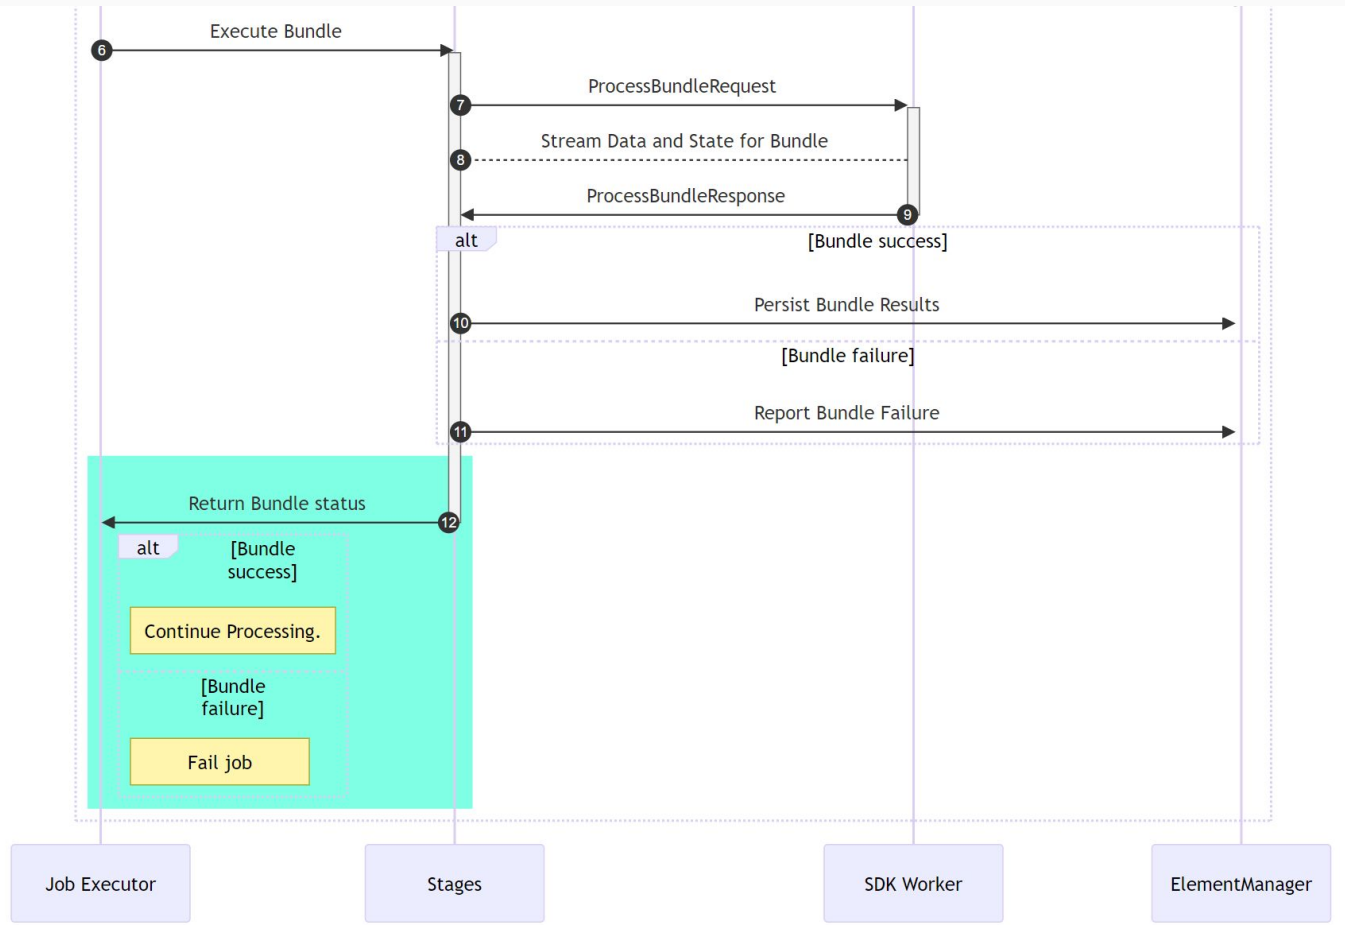 Execute Bundle
6
ProcessBundleRequest
7
Stream Data and State for Bundle
8
ProcessBundleResponse
9
alt
[Bundle success]
Persist Bundle Results
10
[Bundle failure]
Report Bundle Failure
11
Return Bundle status
12
alt
[Bundle
success]
Continue Processing.
[Bundle
failure]
Fail job
Job Executor
Stages
SDK Worker
ElementManager